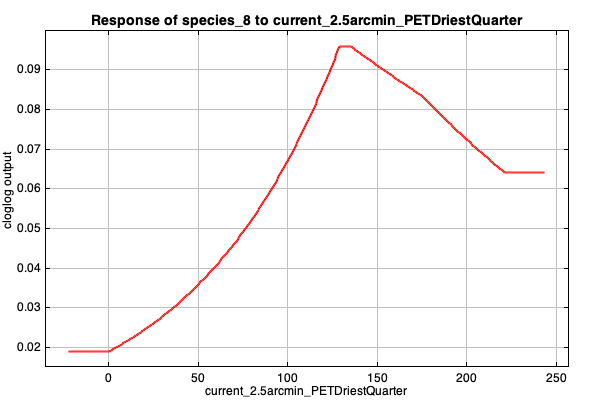 Response of species_8 to current_2.5arcmin_PETDriestQuarter
0.09
0.08
0.07
0.06
0.05
0.04
0.03
0.02
cloglog output
0 50 100 150 200 250
current_2.5arcmin_PETDriestQuarter